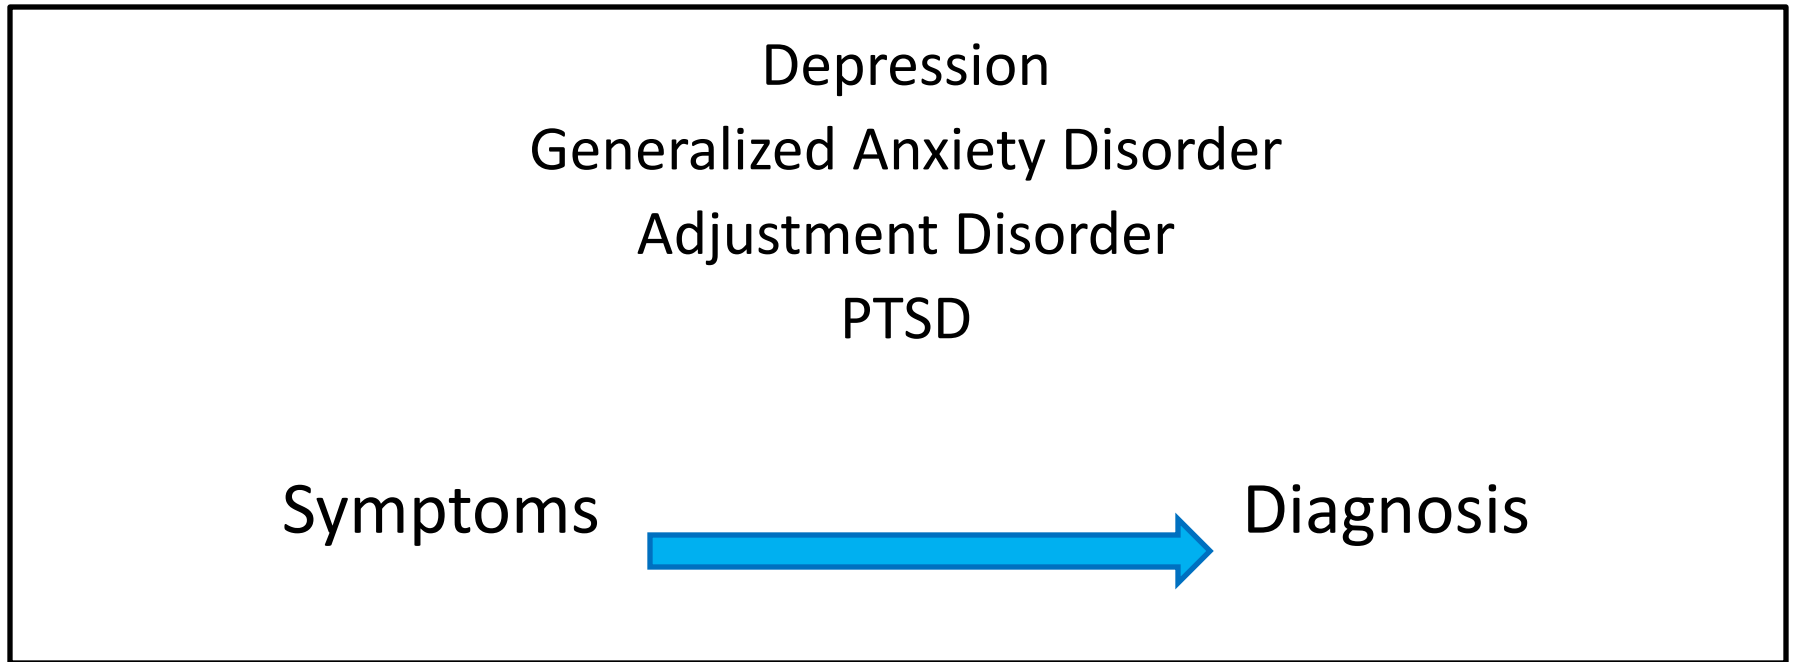 Depression
Generalized Anxiety Disorder
Adjustment Disorder
PTSD
Symptoms Diagnosis